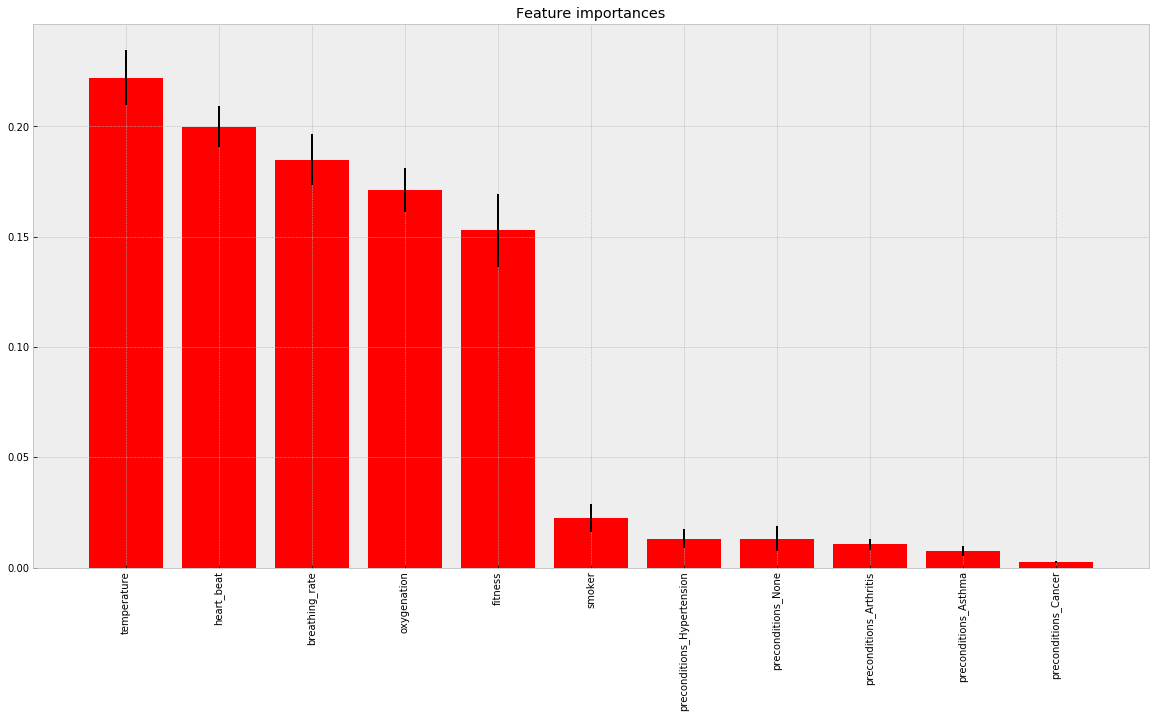 Feature importances
0.20
0.15
0.10
0.05
0.00
temperature
heart_beat
breathing_rate
oxygenation
fitness
smoker
preconditions_Hypertension
preconditions_None
preconditions_Arthritis
preconditions_Asthma
preconditions_Cancer